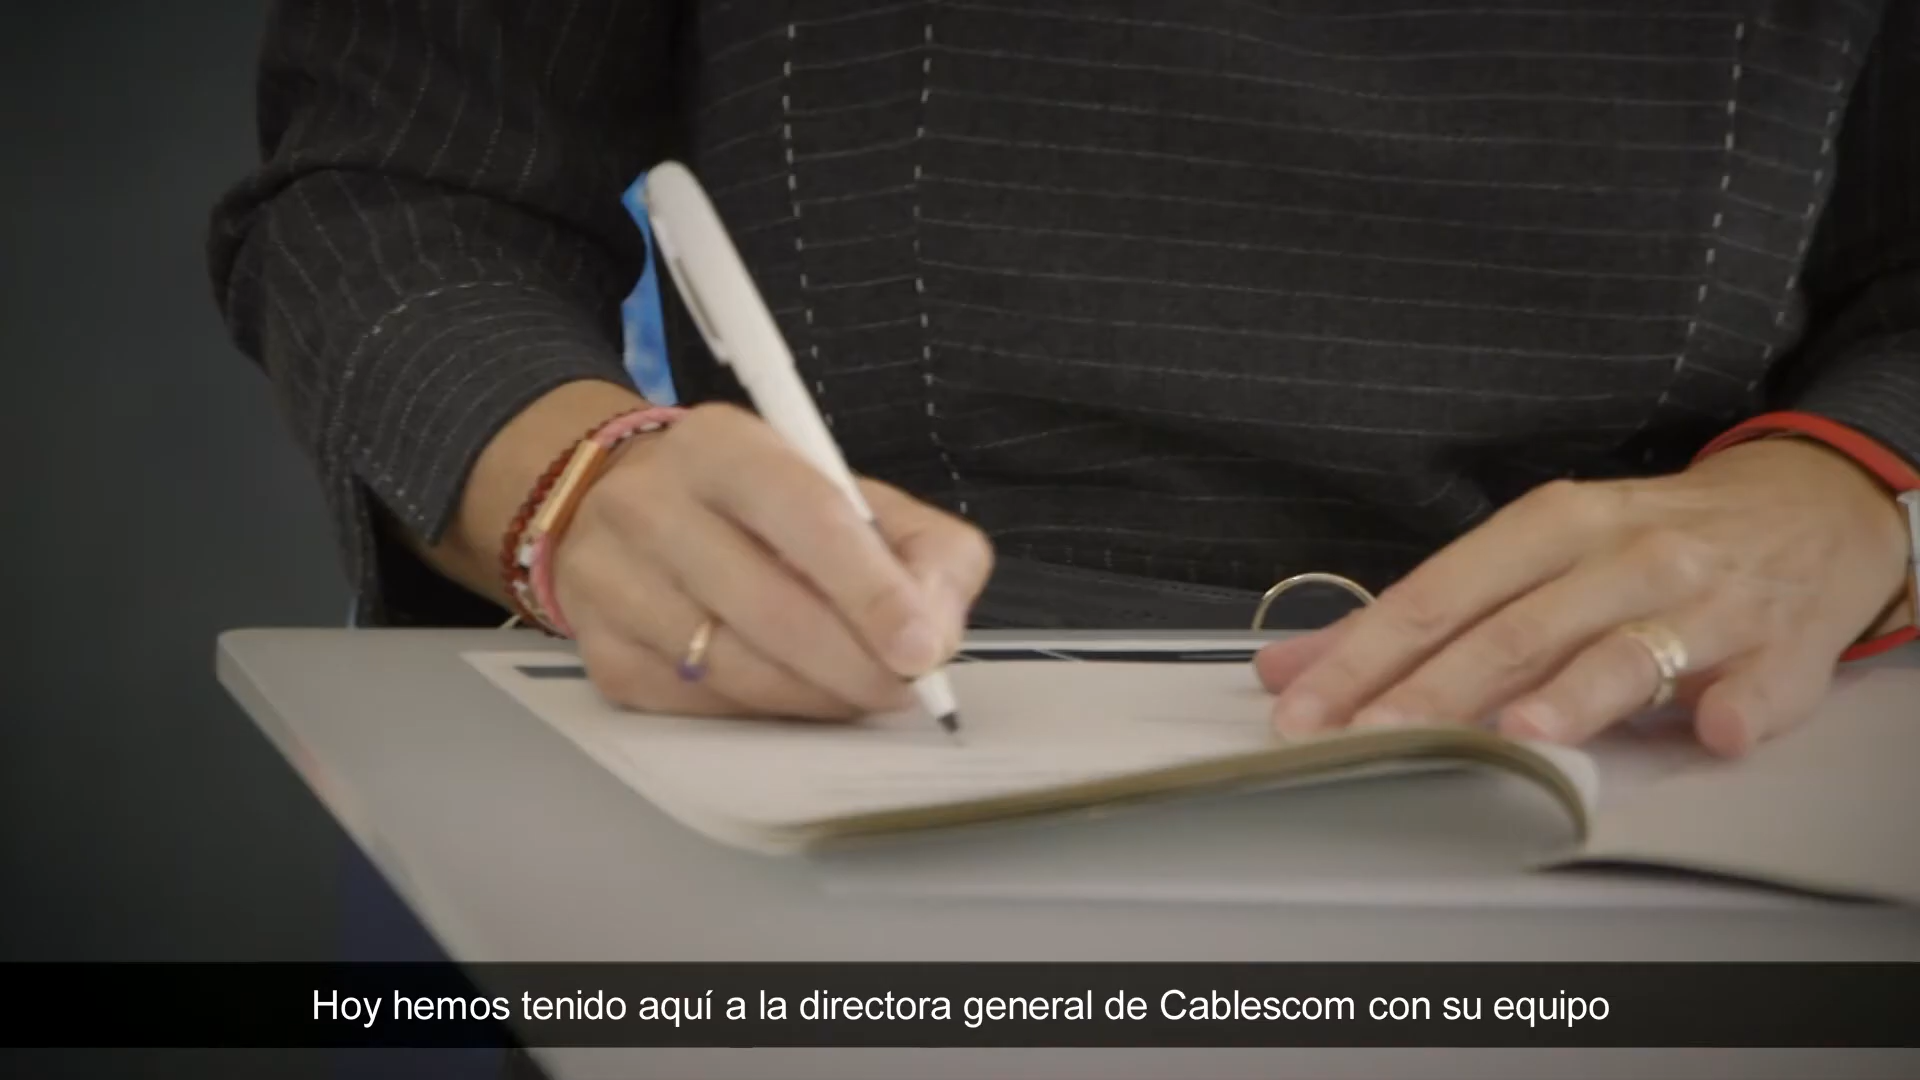 Hoy hemos tenido aquí a la directora general de Cablescom con su equipo